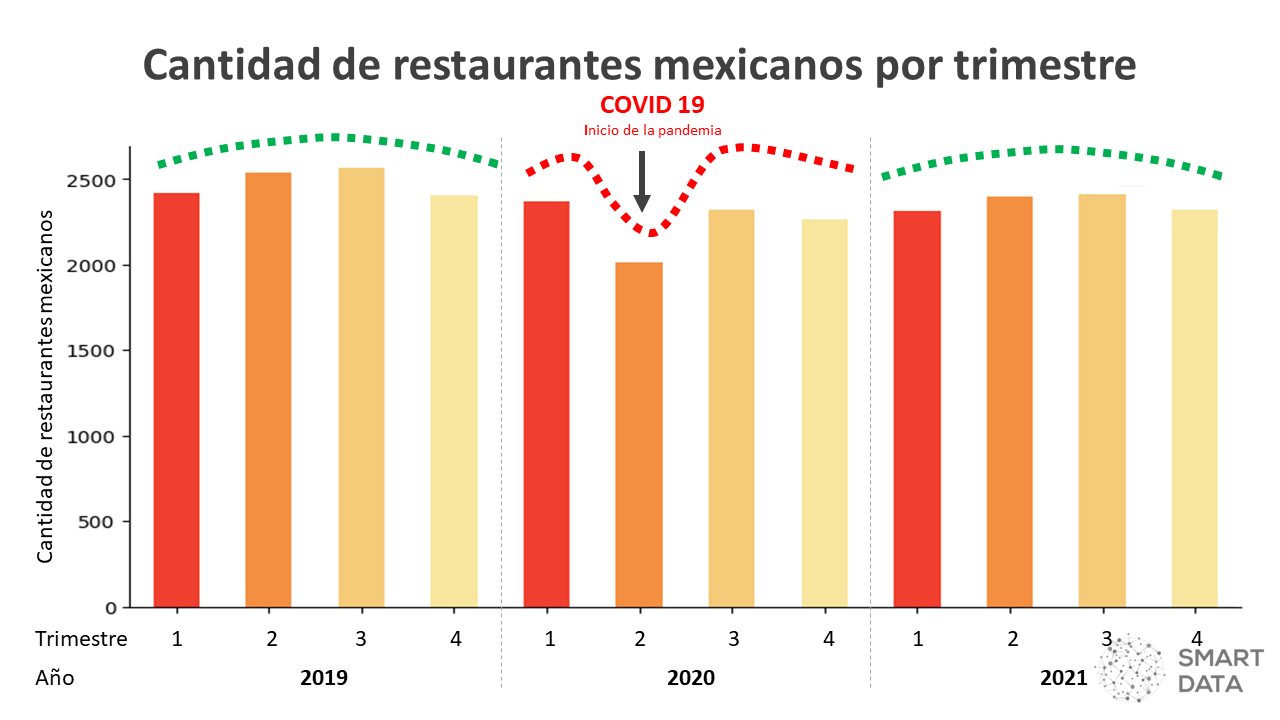 Cantidad de restaurantes mexicanos por trimestre
COVID 19
Inicio de la pandemia
Cantidad de restaurantes mexicanos
2500
2000
1500
1000
500
0
Trimestre 1 2 3 4 1 2 3 4 1 2 3 4
Año 2019 2020 2021
SMART
DATA